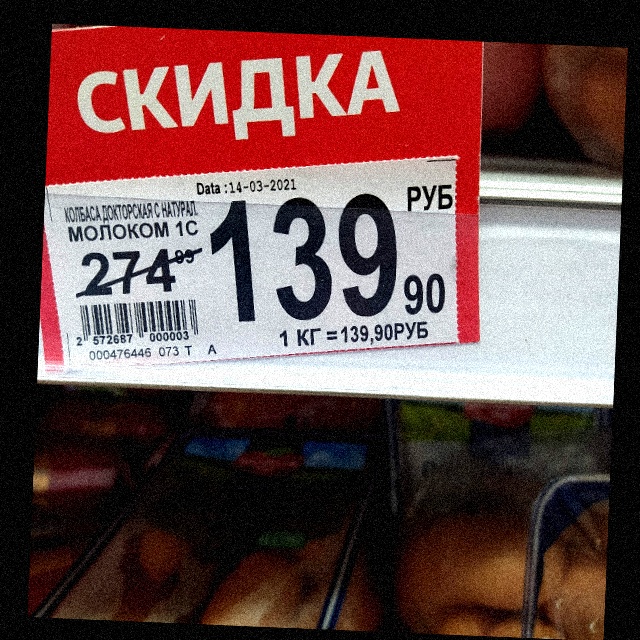 СКИДКА
Data :14-03-2021
КОЛБАСА ДОКТОРСКАЯ С НАТУРАЛ.
МОЛОКОМ 1С
РУБ
274 99
139 90
2 572687 000003
1 КГ =139,90РУБ
000476446 073 Т А